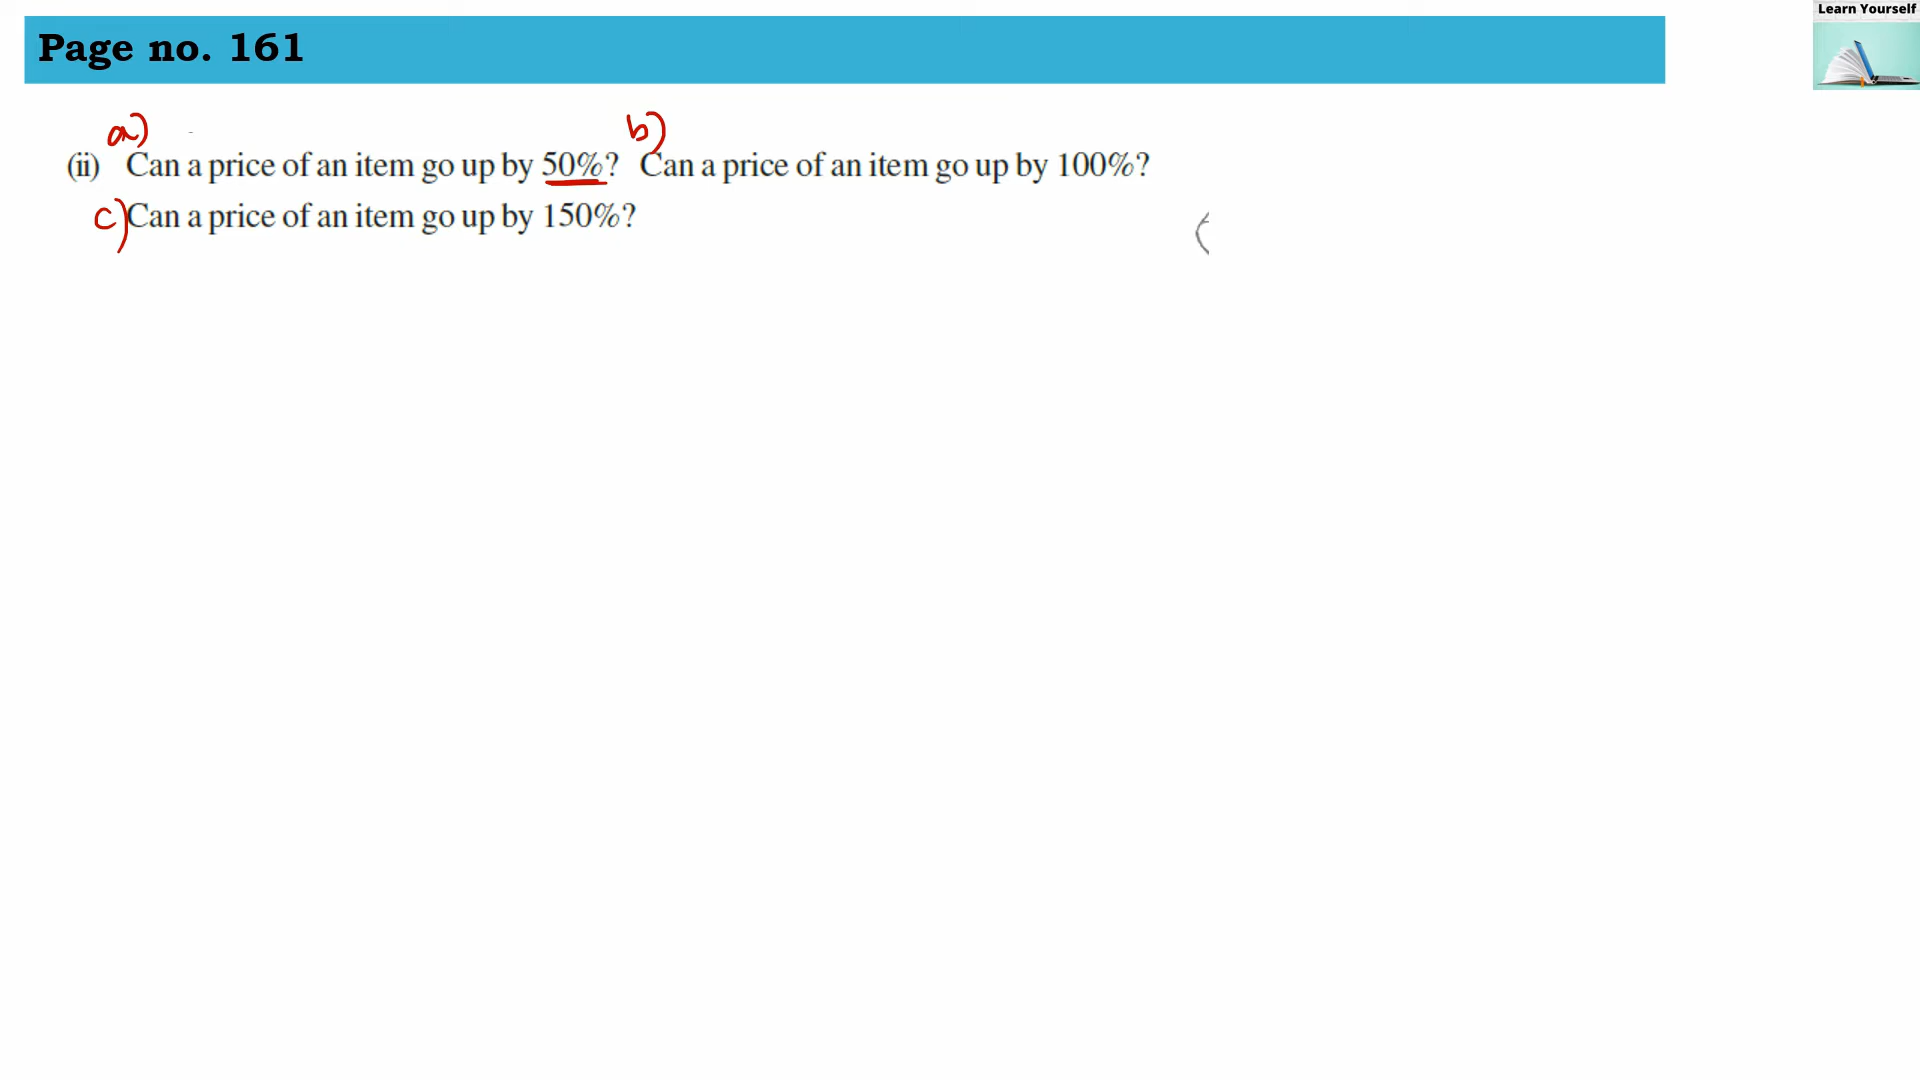 Learn Yourself
Page no. 161
a) b)
(ii) Can a price of an item go up by 50%? Can a price of an item go up by 100%?
c) Can a price of an item go up by 150%?
(